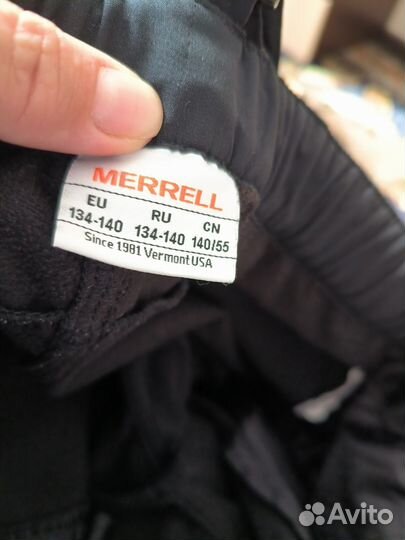 MERRELL
EU RU CN
134-140 134-140 140/55
Since 1981 Vermont USA
Avito